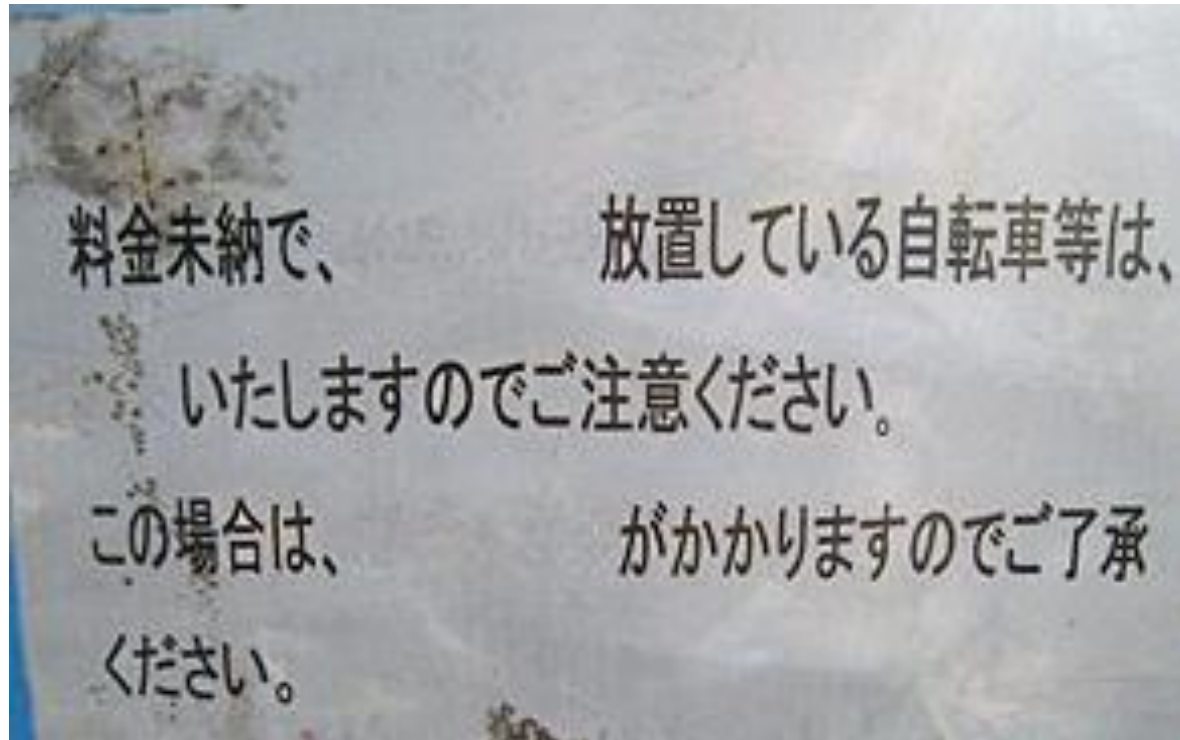 料金未納で、 放置している自転車等は、
いたしますのでご注意ください。
この場合は、 がかかりますのでご了承
ください。